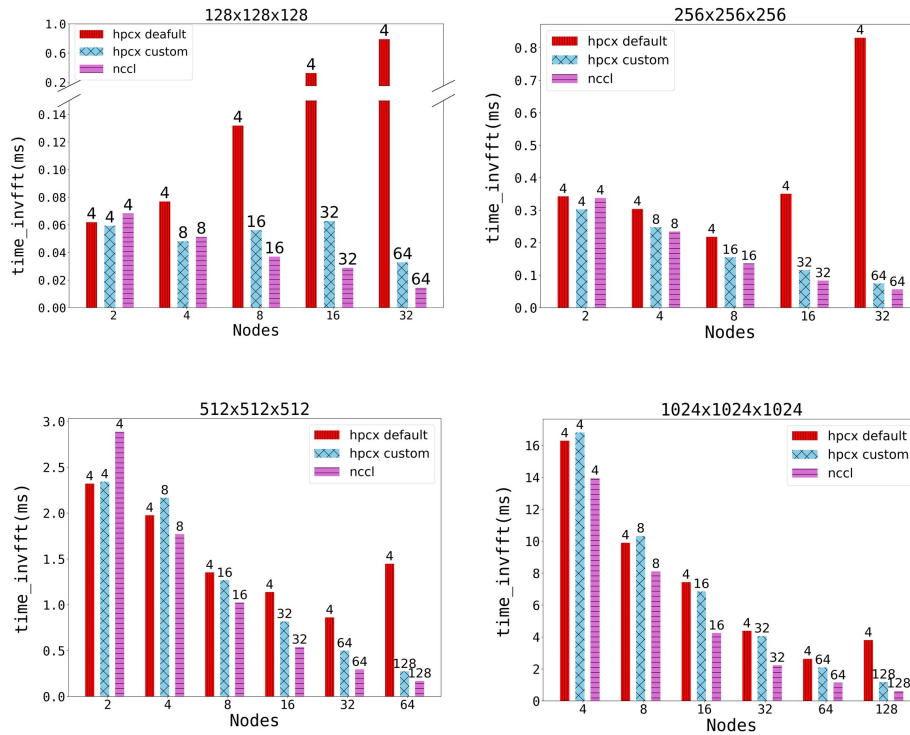 128x128x128
hpcx deafult
hpcx custom
nccl
1.0
0.8
0.6
0.4
0.2
0.14
0.12
0.10
0.08
0.06
0.04
0.02
0.00
time_invfft(ms)
4 4 4
4 8 8
4 16 16
4 32 32
4 64 64
2 4 8 16 32
Nodes
256x256x256
hpcx default
hpcx custom
nccl
0.8
0.7
0.6
0.5
0.4
0.3
0.2
0.1
0.0
time_invfft(ms)
4 4 4
4 8 8
4 16 16
4 32 32
4 64 64
2 4 8 16 32
Nodes
512x512x512
hpcx default
hpcx custom
nccl
3.0
2.5
2.0
1.5
1.0
0.5
0.0
time_invfft(ms)
4 4 4
4 8 8
4 16 16
4 32 32
4 64 64
4 128 128
2 4 8 16 32 64
Nodes
1024x1024x1024
hpcx default
hpcx custom
nccl
16
14
12
10
8
6
4
2
0
time_invfft(ms)
4 4 4
4 8 8
4 16 16
4 32 32
4 64 64
4 128 128
4 8 16 32 64 128
Nodes